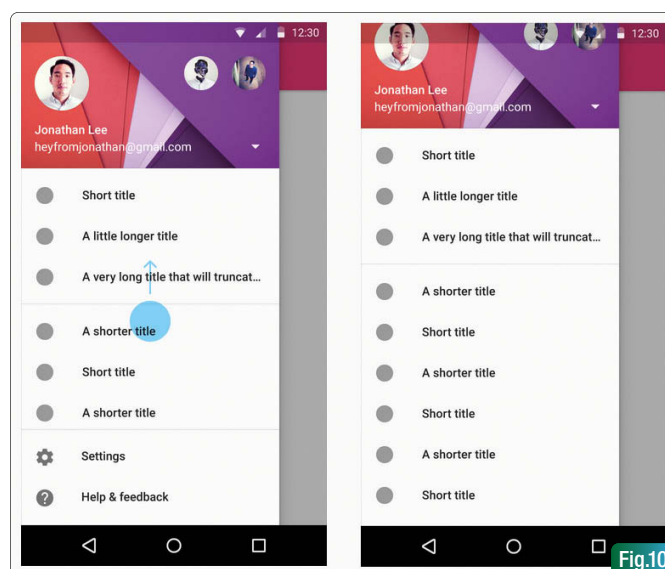 12:30
Jonathan Lee
heyfromjonathan@gmail.com
Short title
A little longer title
A very long title that will truncat...
A shorter title
Short title
A shorter title
Settings
Help & feedback
12:30
Jonathan Lee
heyfromjonathan@gmail.com
Short title
A little longer title
A very long title that will truncat...
A shorter title
Short title
A shorter title
Short title
A shorter title
Short title
Fig.10